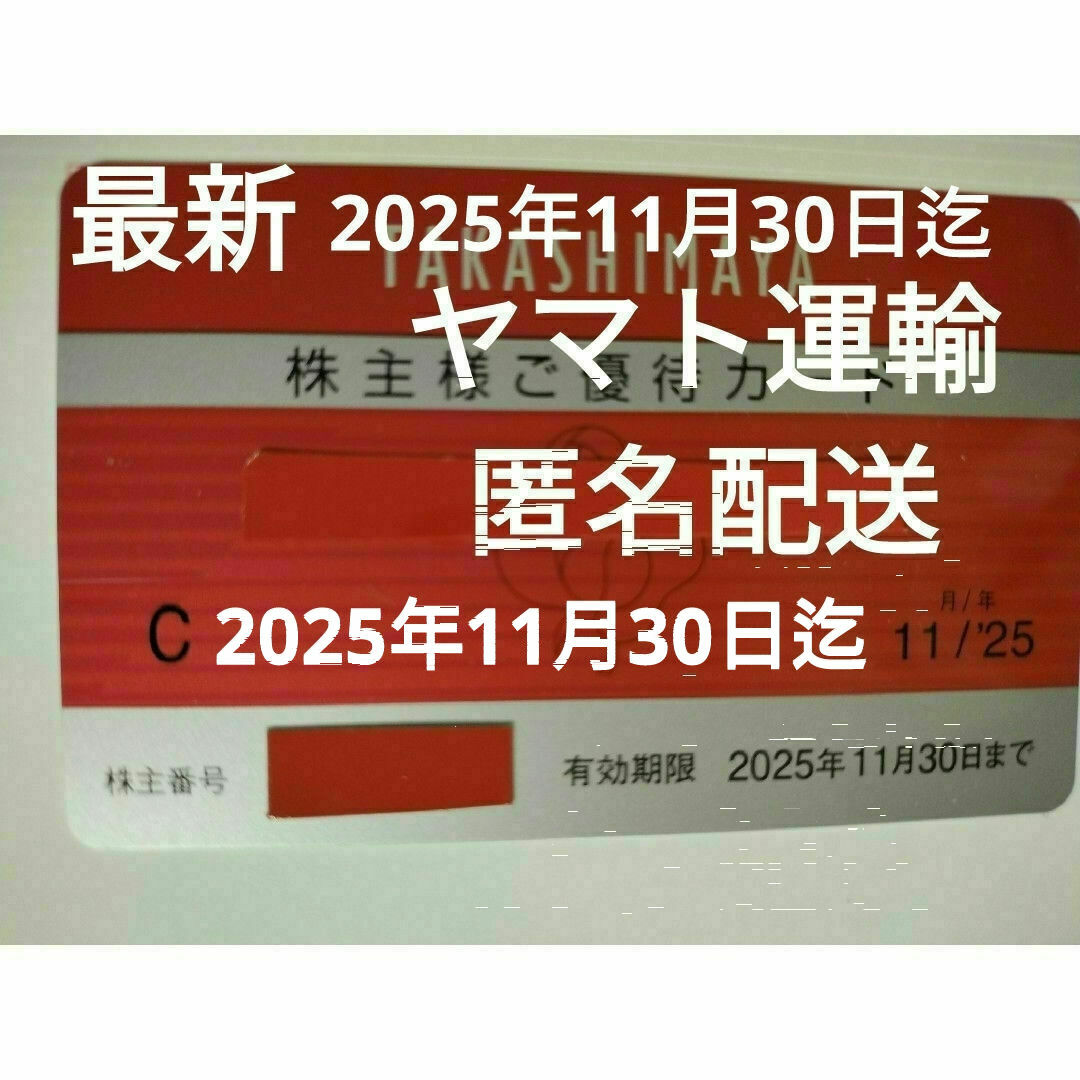 最新 2025年11月30日迄
TAKASHIMAYA
ヤマト運輸
株主様ご優待カード
匿名配送
月/年
C 2025年11月30日迄 11/'25
株主番号 有効期限 2025年11月30日まで